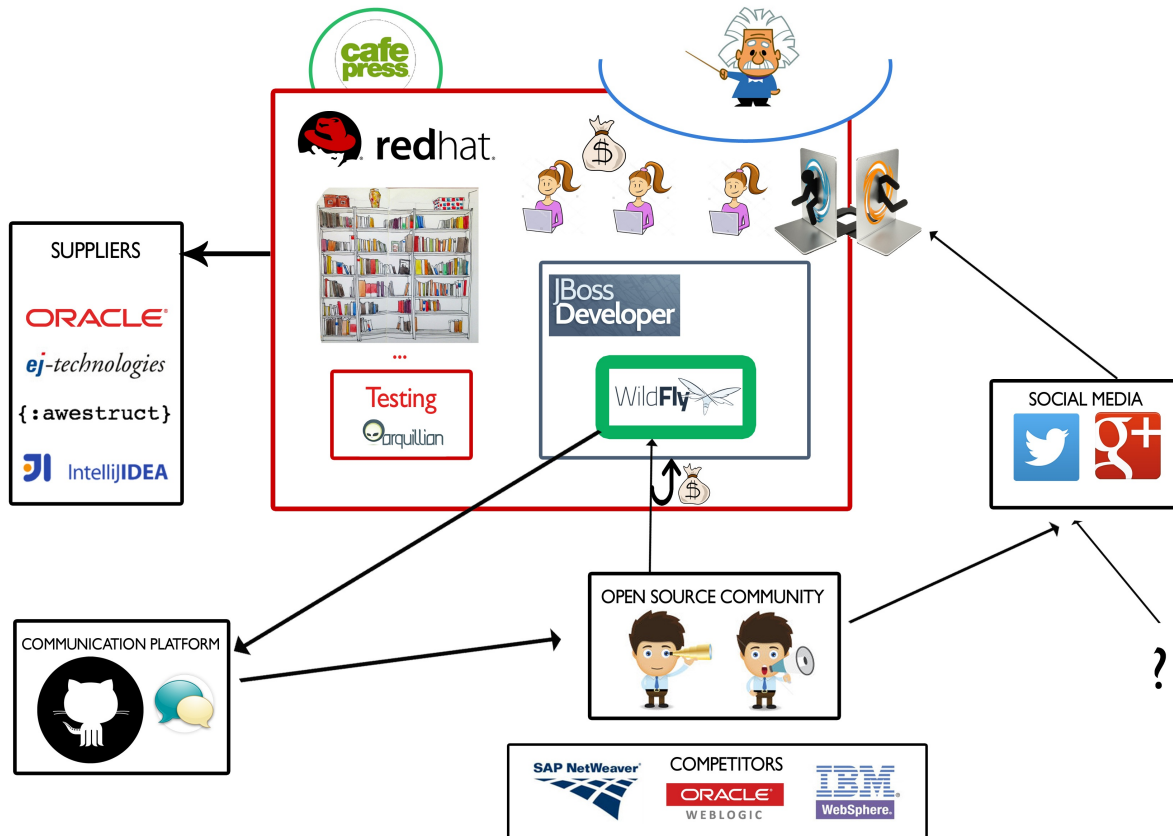 cafe
press
redhat.
$
SUPPLIERS
ORACLE®
ej-technologies
{:awestruct}
JI IntelliJIDEA
JBoss
Developer
WildFly
...
Testing
arquillian
$
SOCIAL MEDIA
g+
COMMUNICATION PLATFORM
OPEN SOURCE COMMUNITY
?
COMPETITORS
SAP NetWeaver®
ORACLE®
WEBLOGIC
IBM®
WebSphere.